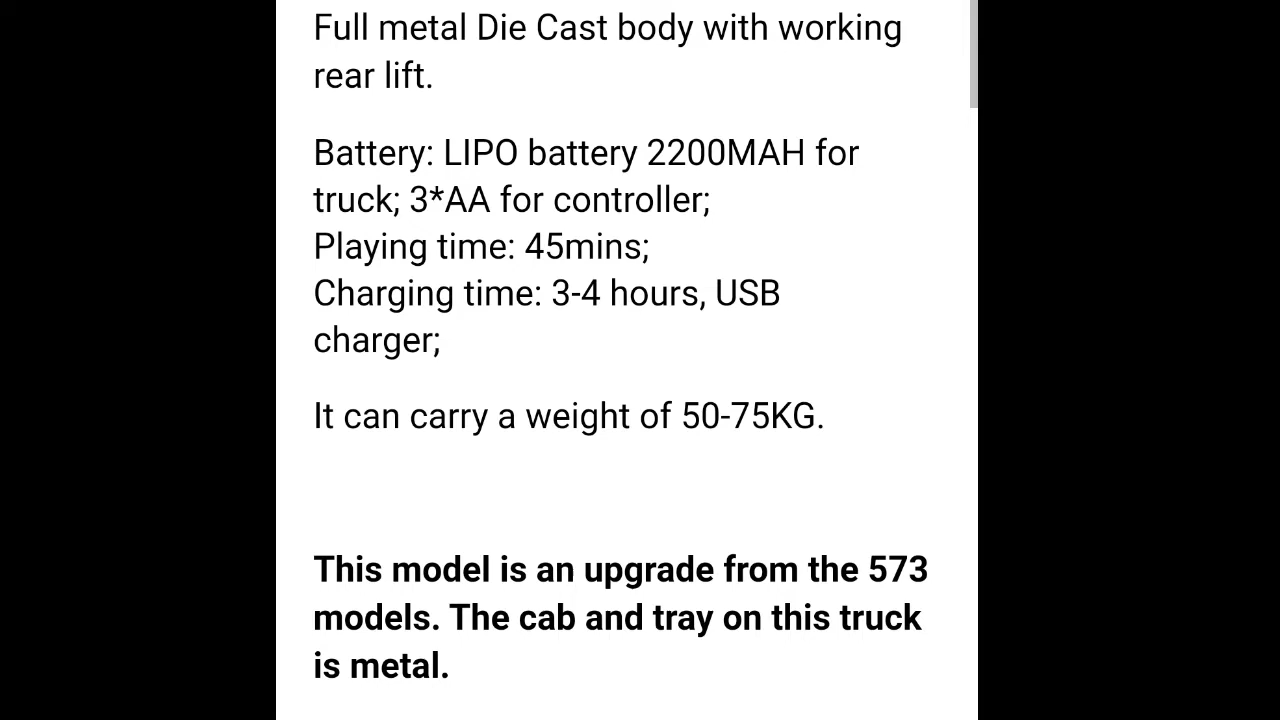 Full metal Die Cast body with working
rear lift.
Battery: LIPO battery 2200MAH for
truck; 3*AA for controller;
Playing time: 45mins;
Charging time: 3-4 hours, USB
charger;
It can carry a weight of 50-75KG.
This model is an upgrade from the 573
models. The cab and tray on this truck
is metal.